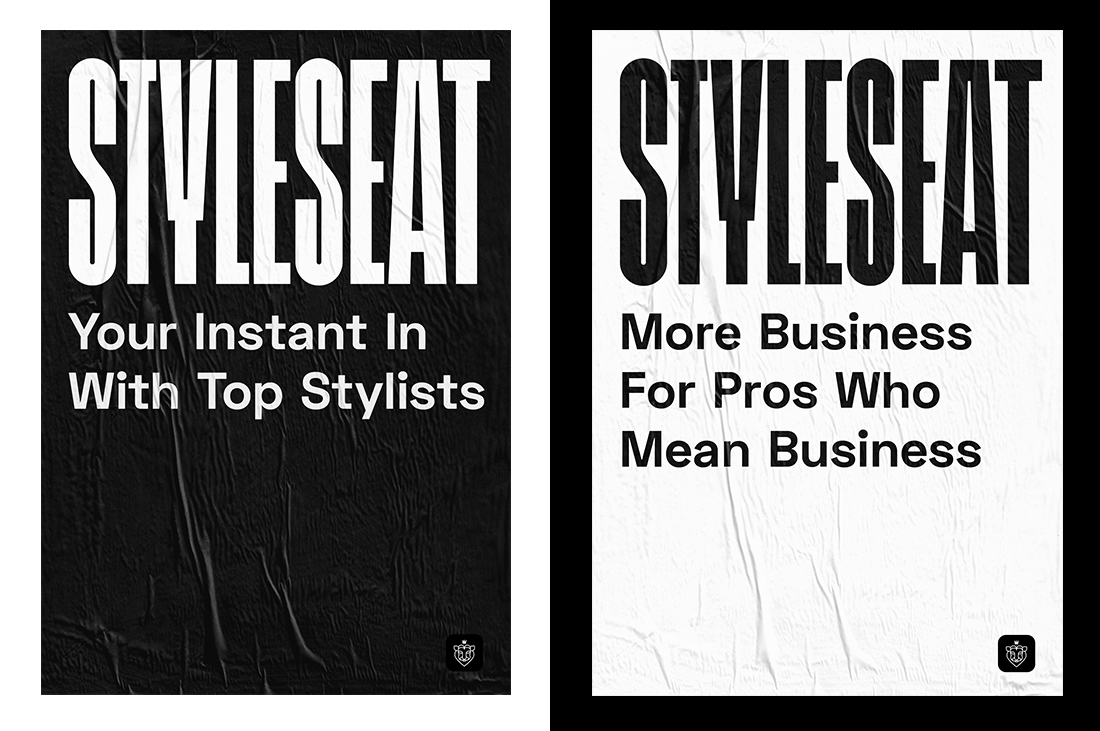 STYLESEAT
Your Instant In
With Top Stylists
STYLESEAT
More Business
For Pros Who
Mean Business